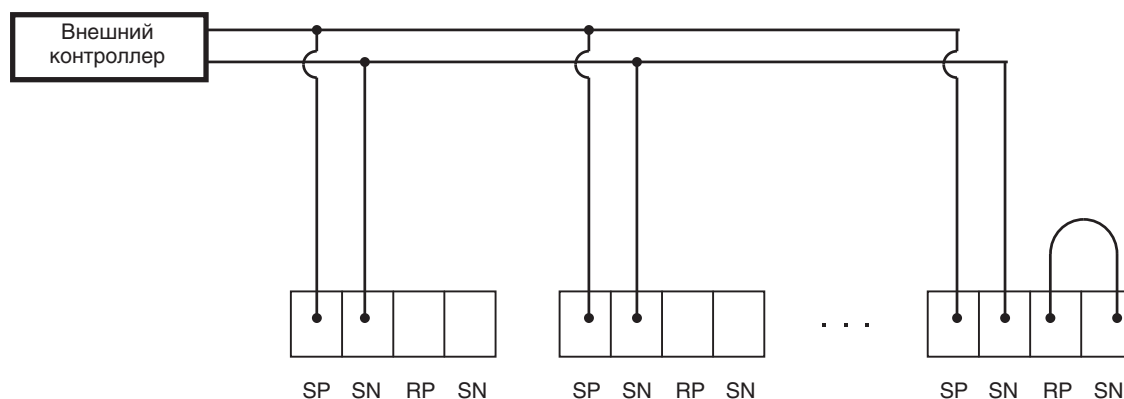 Внешний
контроллер
. . .
SP SN RP SN
SP SN RP SN
SP SN RP SN